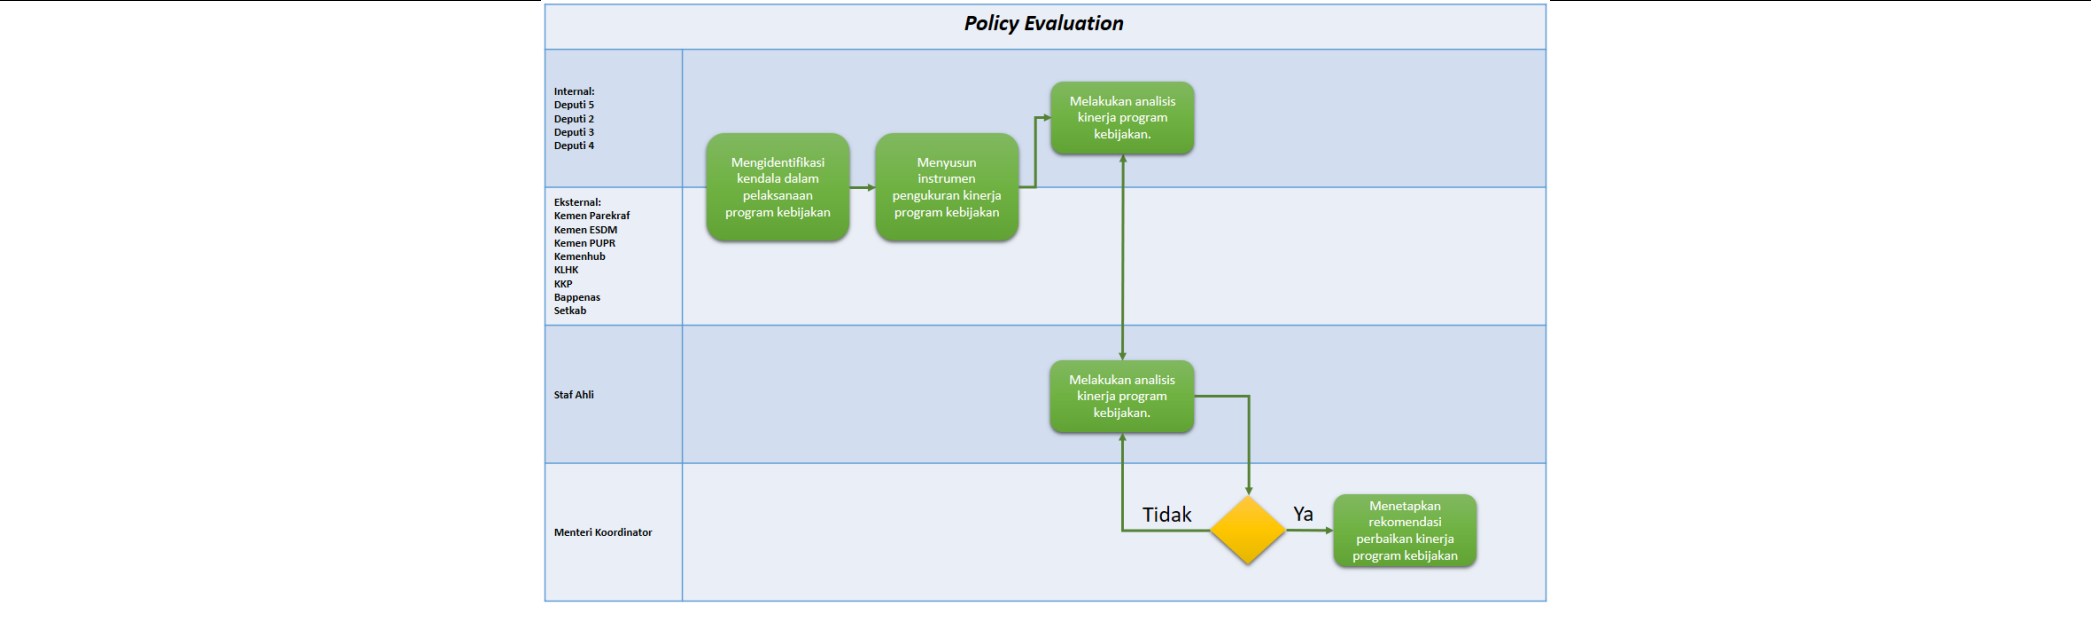 Policy Evaluation
Internal:
Deputi 5
Deputi 2
Deputi 3
Deputi 4
Melakukan analisis
kinerja program
kebijakan.
Mengidentifikasi
kendala dalam
pelaksanaan
program kebijakan
Menyusun
instrumen
pengukuran kinerja
program kebijakan
Eksternal:
Kemen Parekraf
Kemen ESDM
Kemen PUPR
Kemenhub
KLHK
KKP
Bappenas
Setkab
Staf Ahli
Melakukan analisis
kinerja program
kebijakan.
Menteri Koordinator
Tidak
Ya
Menetapkan
rekomendasi
perbaikan kinerja
program kebijakan